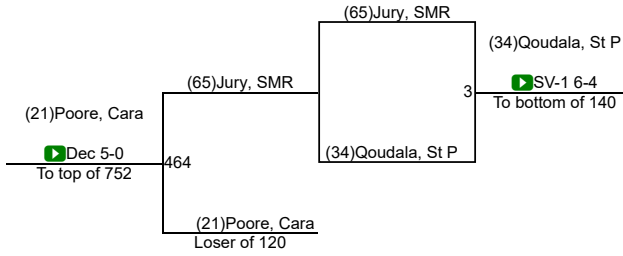 (65)Jury, SMR
(34)Qoudala, St P
(65)Jury, SMR
SV-1 6-4
3
To bottom of 140
(21)Poore, Cara
Dec 5-0
(34)Qoudala, St P
464
To top of 752
(21)Poore, Cara
Loser of 120